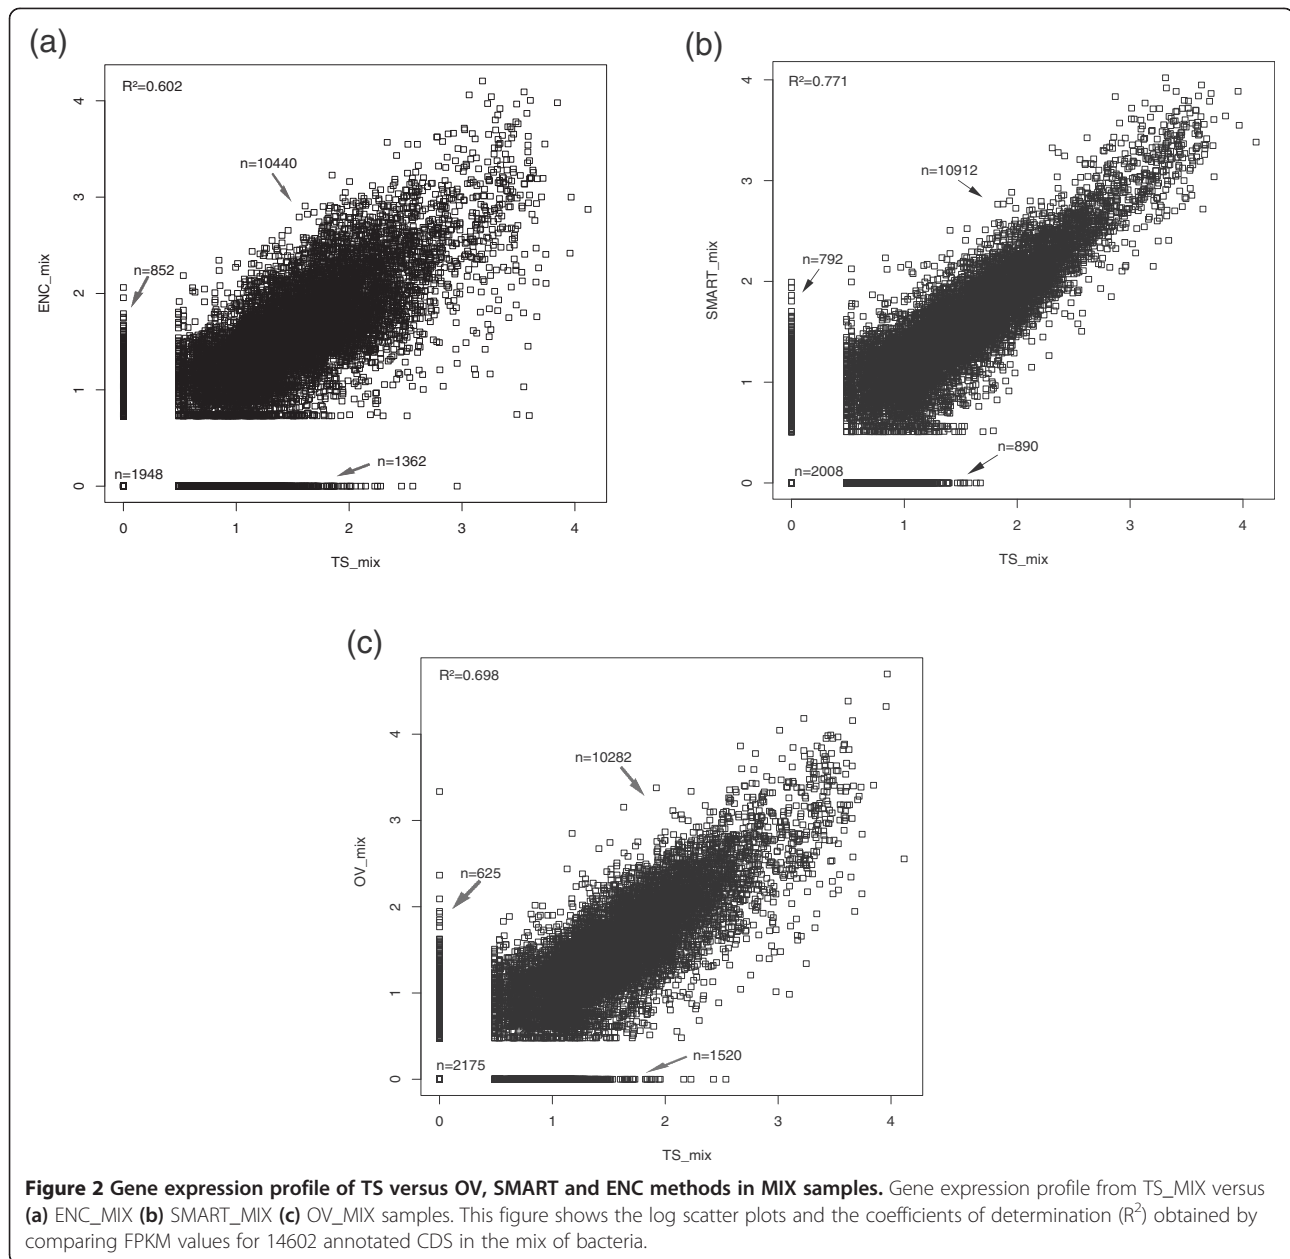 (a)
R²=0.602
n=10440
n=852
n=1948
n=1362
ENC_mix
0
1
2
3
4
0
1
2
3
4
TS_mix
(b)
R²=0.771
n=10912
n=792
n=2008
n=890
SMART_mix
0
1
2
3
4
0
1
2
3
4
TS_mix
(c)
R²=0.698
n=10282
n=625
n=2175
n=1520
OV_mix
0
1
2
3
4
0
1
2
3
4
TS_mix
Figure 2 Gene expression profile of TS versus OV, SMART and ENC methods in MIX samples. Gene expression profile from TS_MIX versus
(a) ENC_MIX (b) SMART_MIX (c) OV_MIX samples. This figure shows the log scatter plots and the coefficients of determination (R²) obtained by
comparing FPKM values for 14602 annotated CDS in the mix of bacteria.